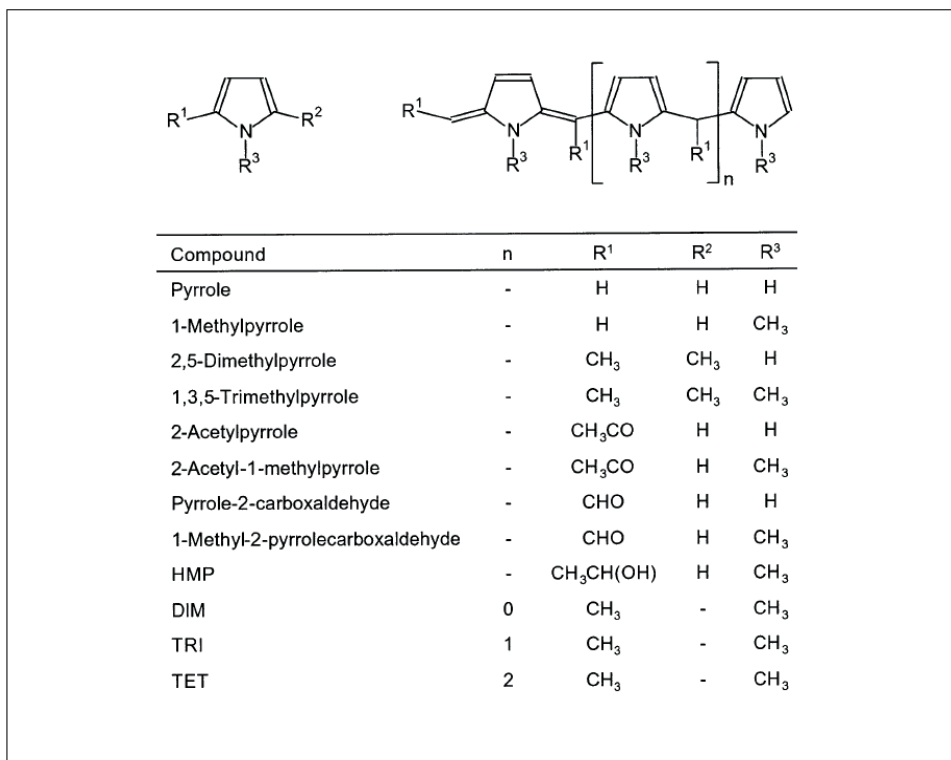 R¹ N R² R³
R¹ N R³ R¹ N R³ R¹ n N R³
Compound n R¹ R² R³
Pyrrole - H H H
1-Methylpyrrole - H H CH₃
2,5-Dimethylpyrrole - CH₃ CH₃ H
1,3,5-Trimethylpyrrole - CH₃ CH₃ CH₃
2-Acetylpyrrole - CH₃CO H H
2-Acetyl-1-methylpyrrole - CH₃CO H CH₃
Pyrrole-2-carboxaldehyde - CHO H H
1-Methyl-2-pyrrolecarboxaldehyde - CHO H CH₃
HMP - CH₃CH(OH) H CH₃
DIM 0 CH₃ - CH₃
TRI 1 CH₃ - CH₃
TET 2 CH₃ - CH₃